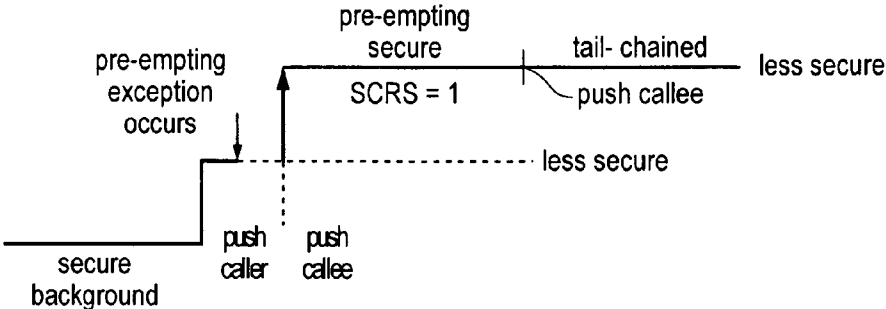 pre-empting
secure
tail- chained
less secure
pre-empting
exception
occurs
SCRS = 1
push callee
less secure
push
caller
push
callee
secure
background